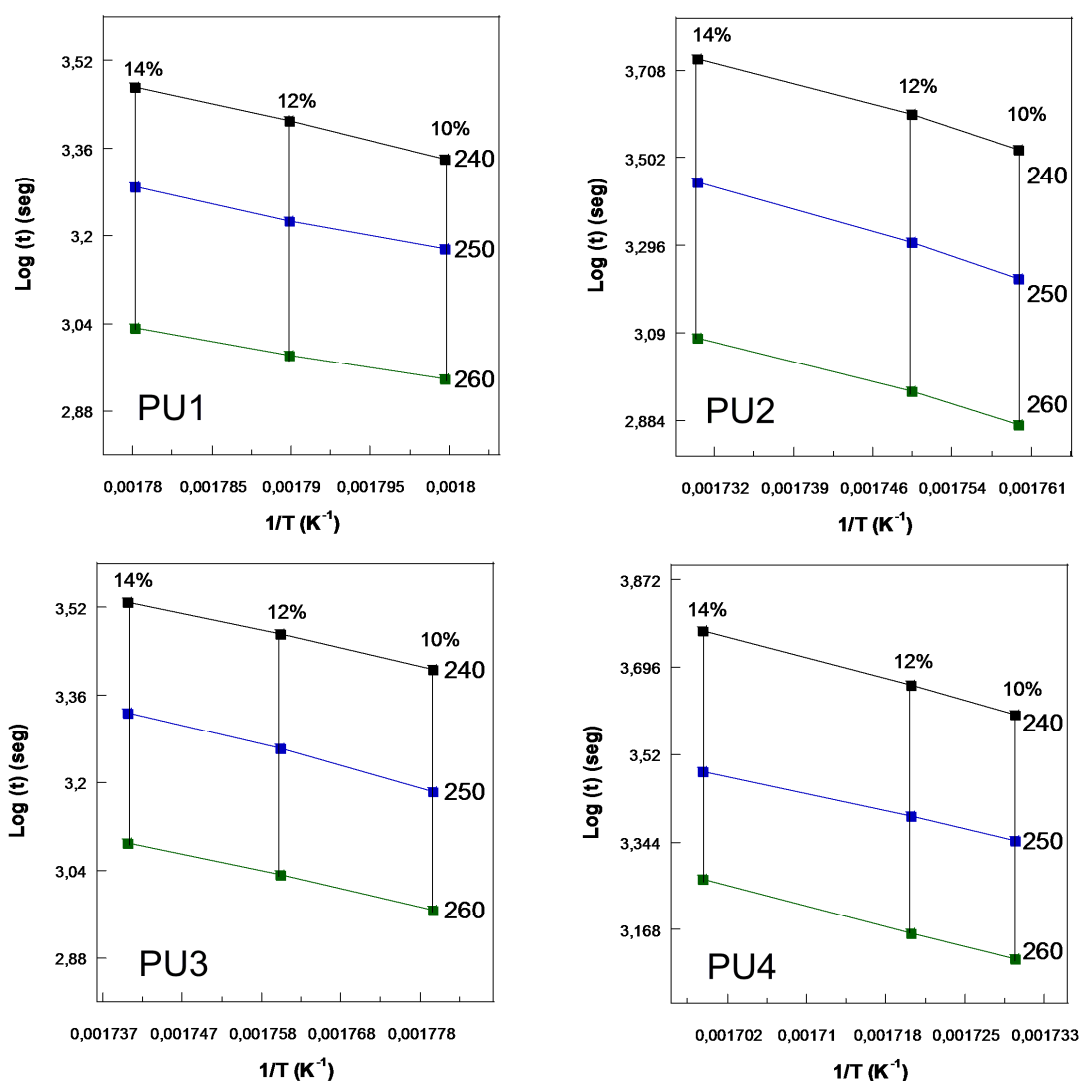 3,52
3,36
3,2
3,04
2,88
Log (t) (seg)
14%
12%
10%
240
250
260
PU1
0,00178 0,001785 0,00179 0,001795 0,0018
1/T (K⁻¹)
3,708
3,502
3,296
3,09
2,884
Log (t) (seg)
14%
12%
10%
240
250
260
PU2
0,001732 0,001739 0,001746 0,001754 0,001761
1/T (K⁻¹)
3,52
3,36
3,2
3,04
2,88
Log (t) (seg)
14%
12%
10%
240
250
260
PU3
0,001737 0,001747 0,001758 0,001768 0,001778
1/T (K⁻¹)
3,872
3,696
3,52
3,344
3,168
Log (t) (seg)
14%
12%
10%
240
250
260
PU4
0,001702 0,00171 0,001718 0,001725 0,001733
1/T (K⁻¹)